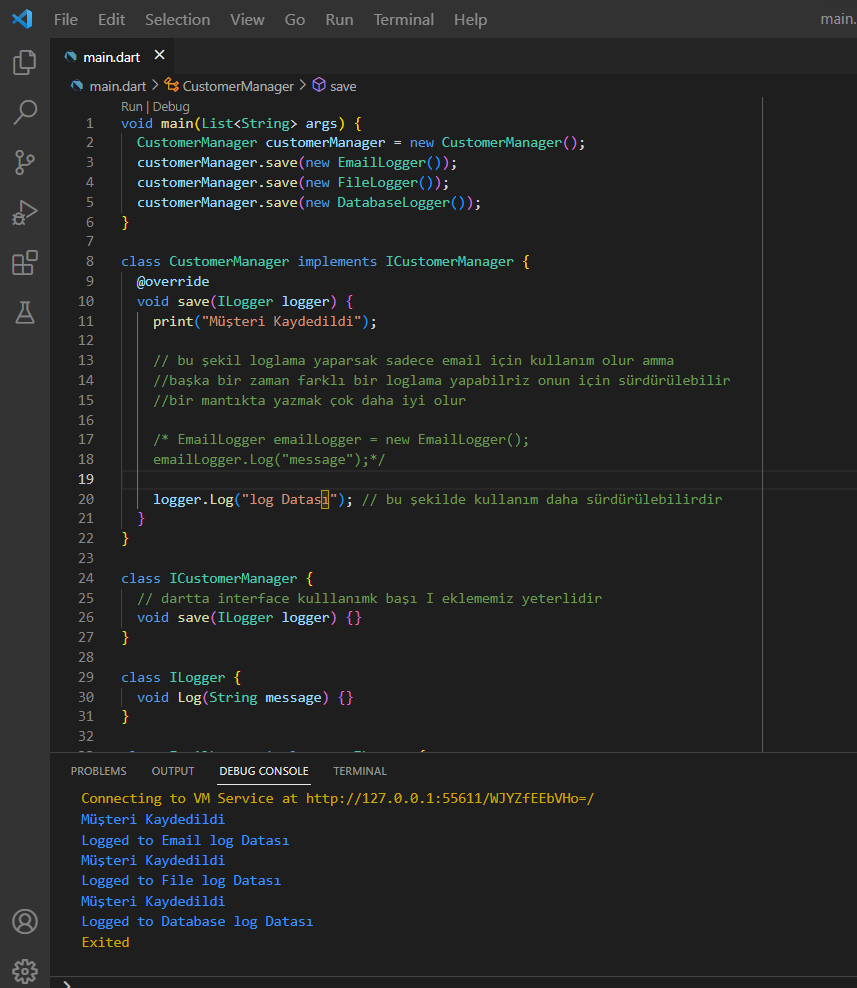 File Edit Selection View Go Run Terminal Help main.
main.dart
main.dart > CustomerManager > save
Run | Debug
1 void main(List<String> args) {
2 CustomerManager customerManager = new CustomerManager();
3 customerManager.save(new EmailLogger());
4 customerManager.save(new FileLogger());
5 customerManager.save(new DatabaseLogger());
6 }
7
8 class CustomerManager implements ICustomerManager {
9 @override
10 void save(ILogger logger) {
11 print("Müşteri Kaydedildi");
12
13 // bu şekil loglama yaparsak sadece email için kullanım olur amma
14 //başka bir zaman farklı bir loglama yapabilriz onun için sürdürülebilir
15 //bir mantıkta yazmak çok daha iyi olur
16
17 /* EmailLogger emailLogger = new EmailLogger();
18 emailLogger.Log("message");*/
19
20 logger.Log("log Datası"); // bu şekilde kullanım daha sürdürülebilirdir
21 }
22 }
23
24 class ICustomerManager {
25 // dartta interface kulllanımk başı I eklememiz yeterlidir
26 void save(ILogger logger) {}
27 }
28
29 class ILogger {
30 void Log(String message) {}
31 }
32
PROBLEMS OUTPUT DEBUG CONSOLE TERMINAL
Connecting to VM Service at http://127.0.0.1:55611/WJYZfEEbVHo=/
Müşteri Kaydedildi
Logged to Email log Datası
Müşteri Kaydedildi
Logged to File log Datası
Müşteri Kaydedildi
Logged to Database log Datası
Exited